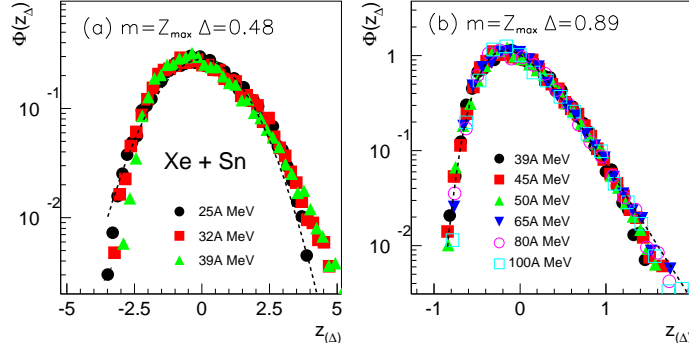 Φ(z_Δ)
(a) m=Z_max Δ=0.48
10^-1
10^-2
Xe + Sn
25A MeV
32A MeV
39A MeV
-5 -2.5 0 2.5 5
z_(Δ)
Φ(z_Δ)
(b) m=Z_max Δ=0.89
1
10^-1
10^-2
39A MeV
45A MeV
50A MeV
65A MeV
80A MeV
100A MeV
-1 0 1
z_(Δ)